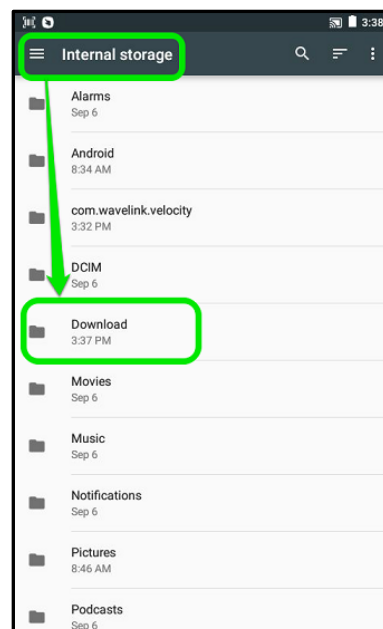 3:38
Internal storage
Alarms
Sep 6
Android
8:34 AM
com.wavelink.velocity
3:32 PM
DCIM
Sep 6
Download
3:37 PM
Movies
Sep 6
Music
Sep 6
Notifications
Sep 6
Pictures
8:46 AM
Podcasts
Sep 6